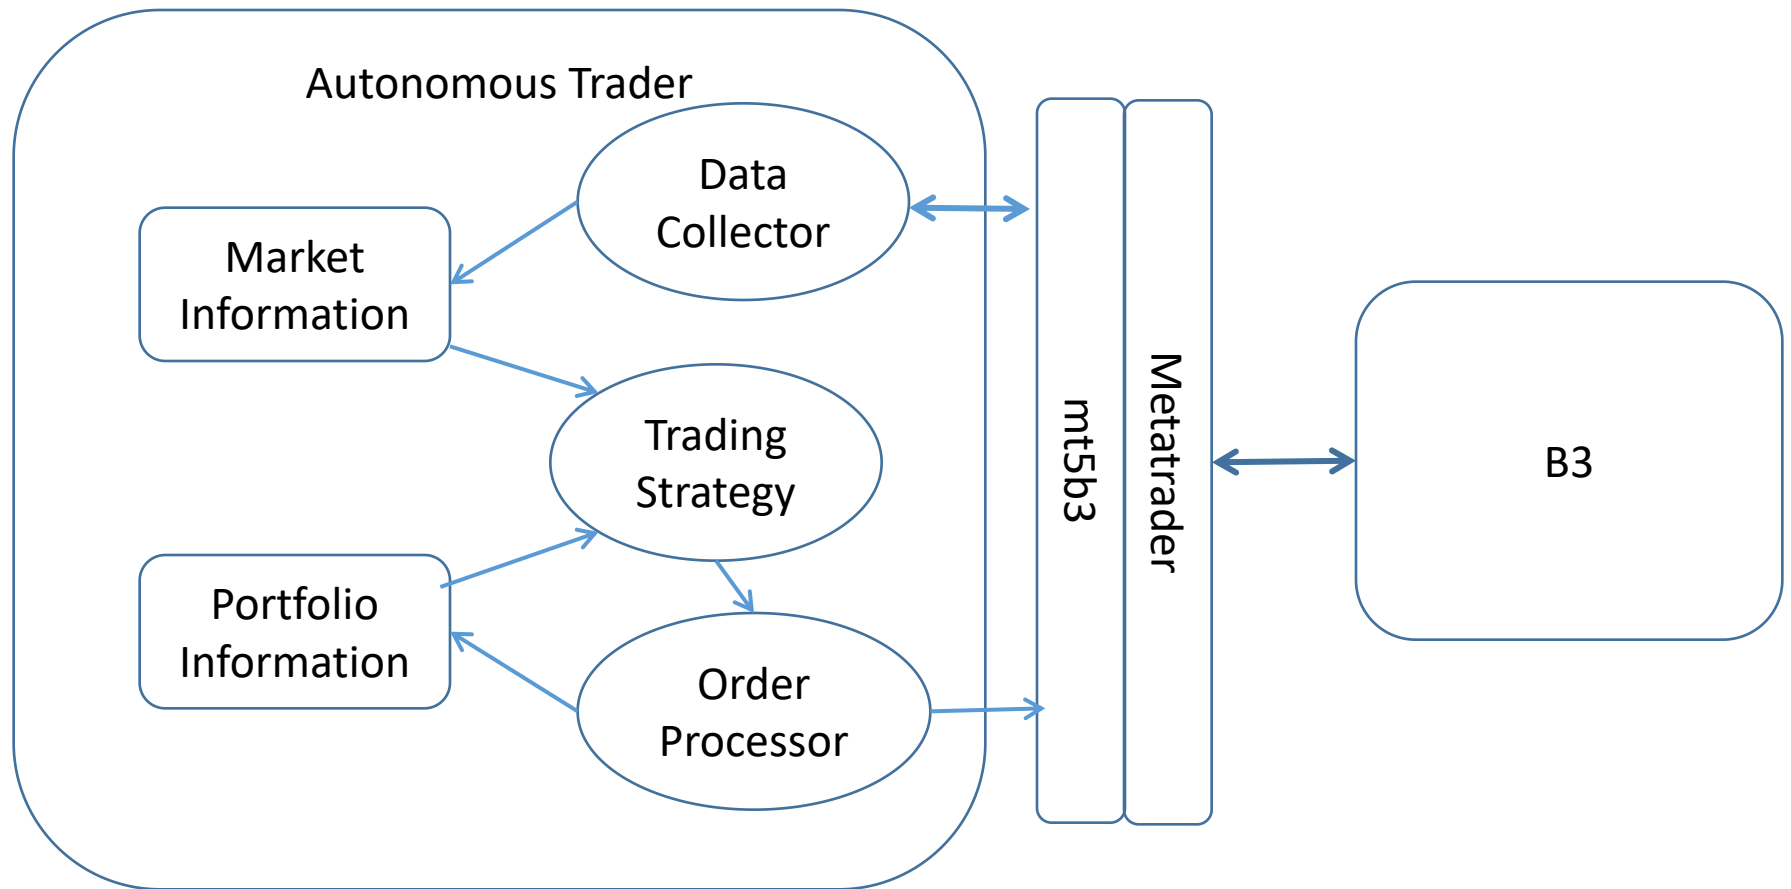 Autonomous Trader
Data
Collector
Market
Information
Trading
Strategy
Portfolio
Information
Order
Processor
mt5b3
Metatrader
B3